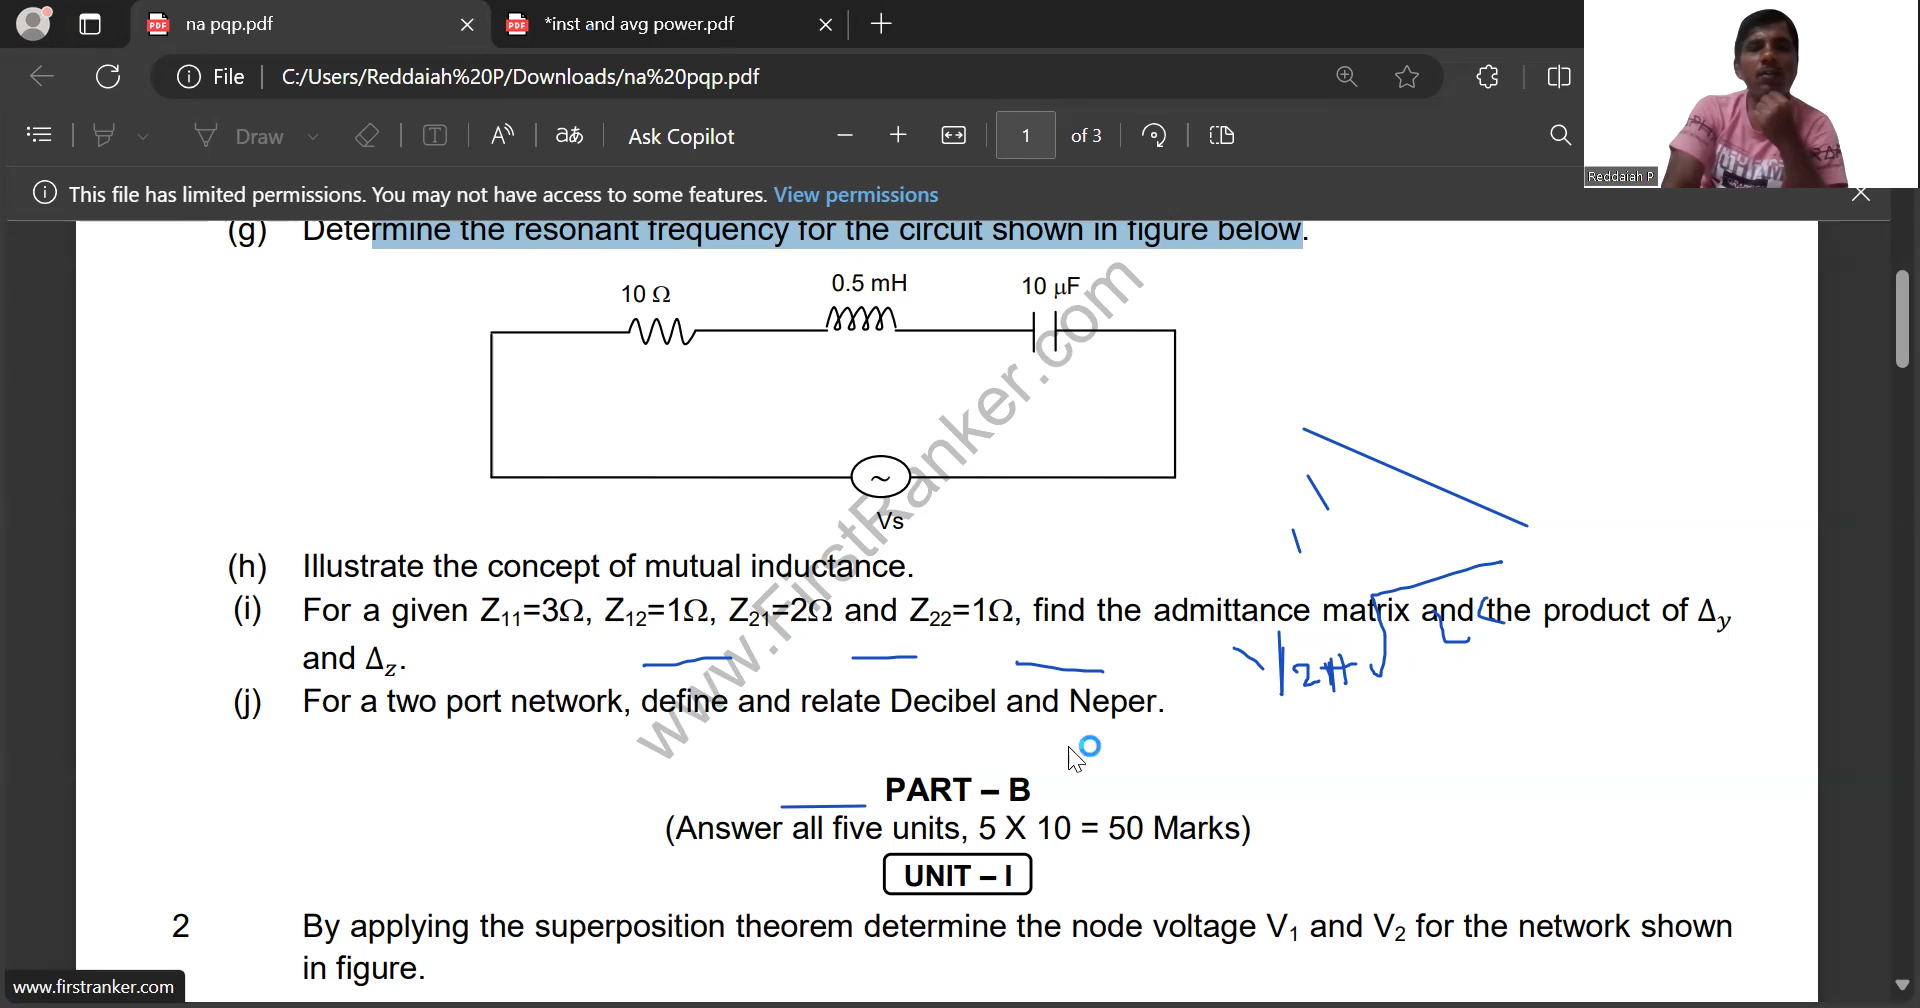 na pqp.pdf
*inst and avg power.pdf
File
C:/Users/Reddaiah%20P/Downloads/na%20pqp.pdf
Draw
T
A
aあ
Ask Copilot
1
of 3
Reddaiah P
This file has limited permissions. You may not have access to some features. View permissions
(g) Determine the resonant frequency for the circuit shown in figure below.
10 Ω
0.5 mH
10 μF
~
Vs
www.FirstRanker.com
(h) Illustrate the concept of mutual inductance.
(i) For a given Z11=3Ω, Z12=1Ω, Z21=2Ω and Z22=1Ω, find the admittance matrix and the product of Δy
and Δz.
(j) For a two port network, define and relate Decibel and Neper.
PART – B
(Answer all five units, 5 X 10 = 50 Marks)
UNIT – I
2 By applying the superposition theorem determine the node voltage V1 and V2 for the network shown
in figure.
www.firstranker.com